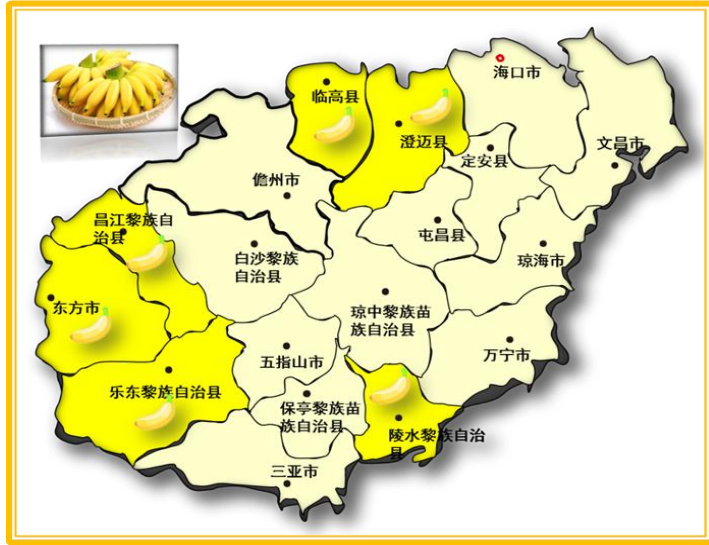 海口市
临高县
澄迈县
文昌市
定安县
儋州市
昌江黎族自
治县
屯昌县
白沙黎族
自治县
琼海市
东方市
琼中黎族苗
族自治县
五指山市
万宁市
乐东黎族自治县
保亭黎族苗
族自治县
陵水黎族自治
县
三亚市